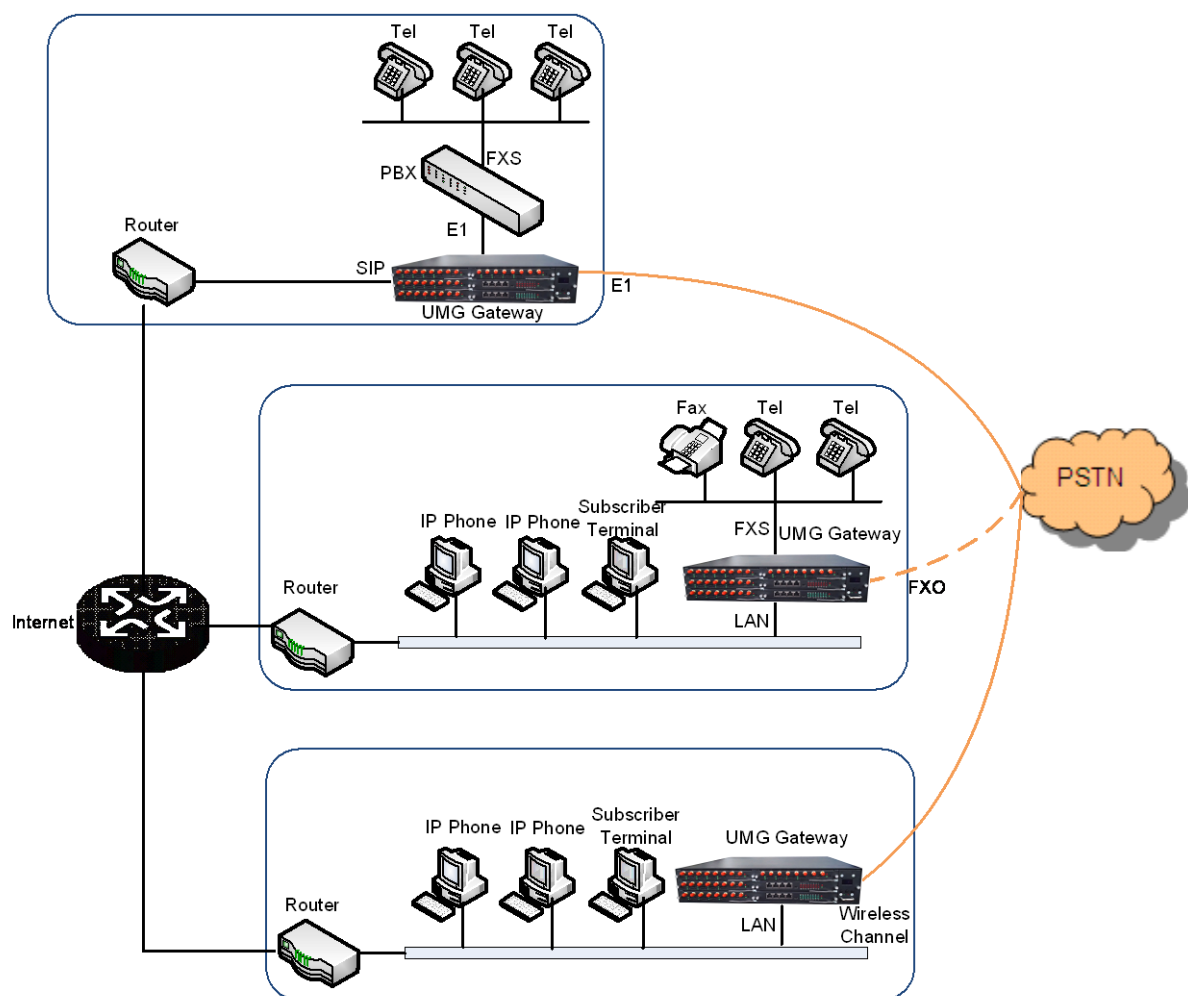 Tel Tel Tel
FXS
PBX
E1
Router
SIP
E1
UMG Gateway
Fax Tel Tel
IP Phone IP Phone Subscriber
Terminal
FXS UMG Gateway
PSTN
Router
FXO
LAN
Internet
IP Phone IP Phone Subscriber
Terminal
UMG Gateway
Router
LAN
Wireless
Channel